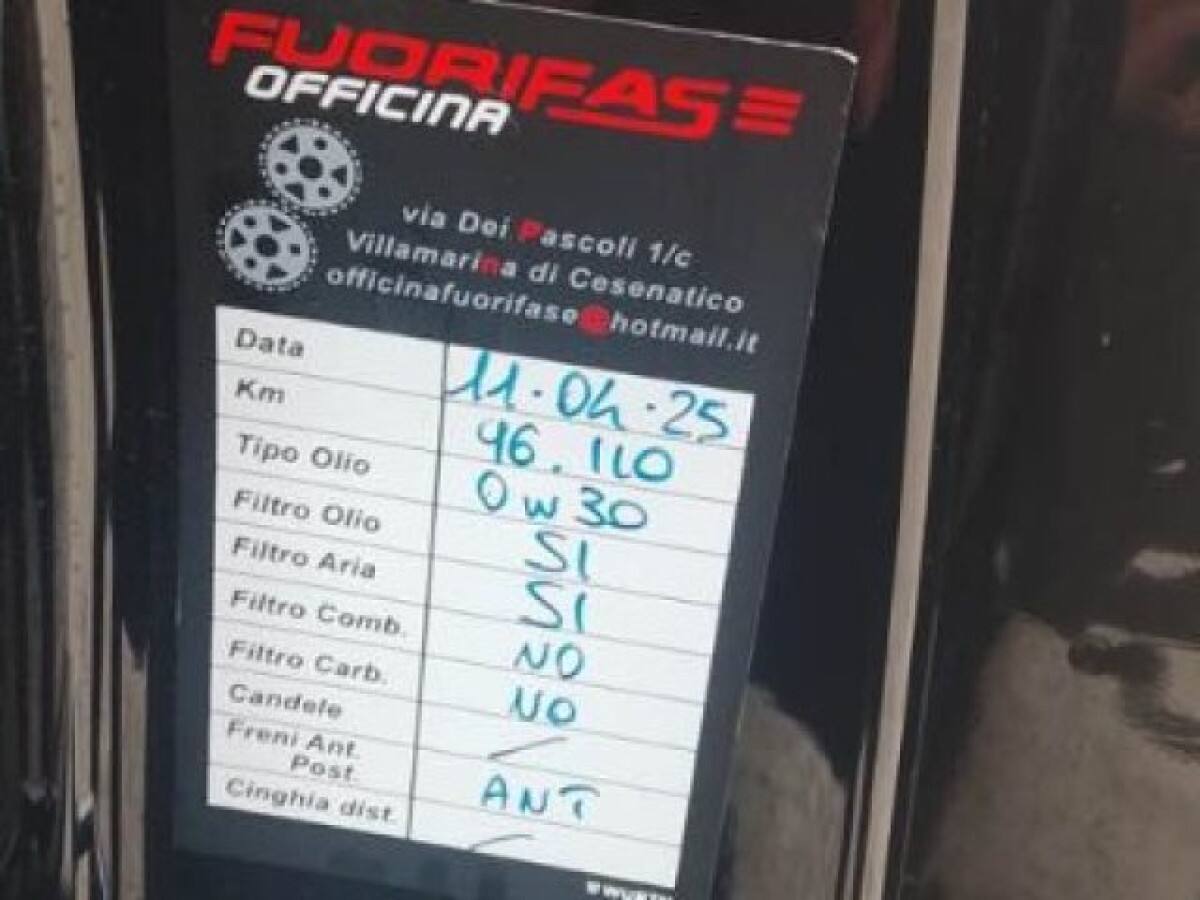 FUORIFASE
OFFICINA
via Dei Pascoli 1/c
Villamarina di Cesenatico
officinafuorifase@hotmail.it
Data 11.04.25
Km 96.110
Tipo Olio 0w30
Filtro Olio SI
Filtro Aria SI
Filtro Comb. NO
Filtro Carb. NO
Candele /
Freni Ant. ANT
Post.
Cinghia dist. /